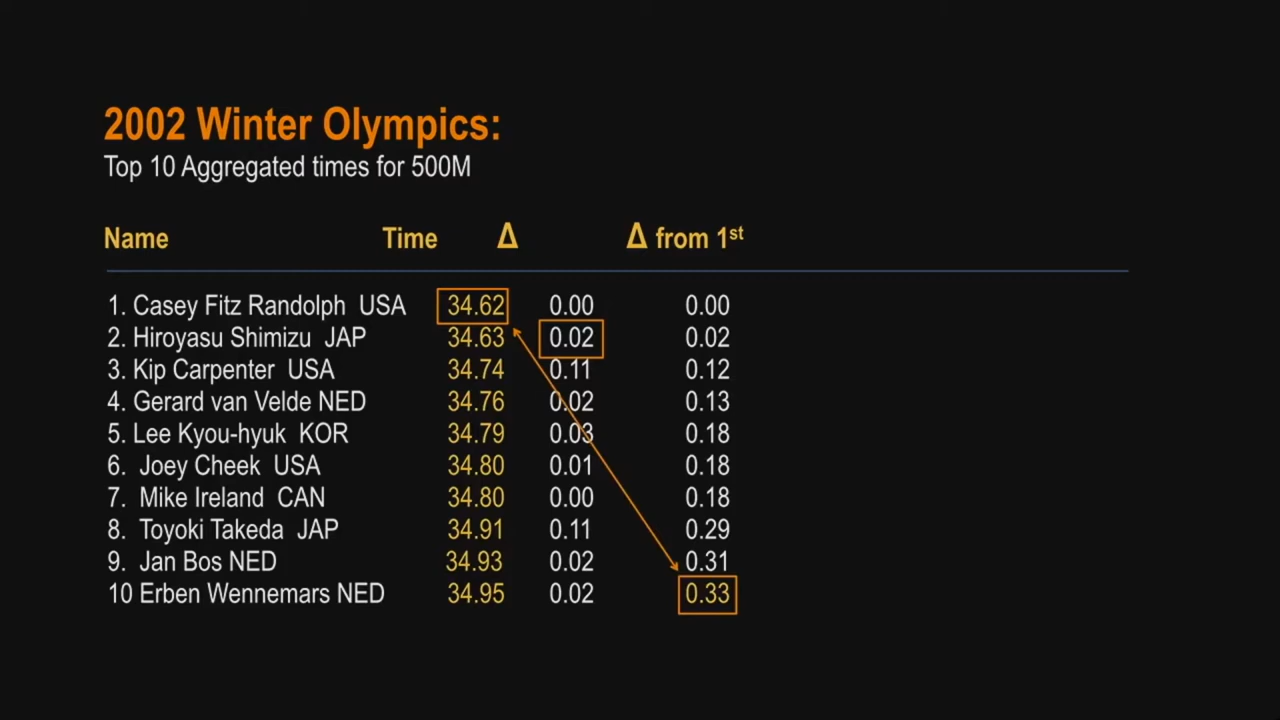 2002 Winter Olympics:
Top 10 Aggregated times for 500M
Name Time Δ Δ from 1st
1. Casey Fitz Randolph USA 34.62 0.00 0.00
2. Hiroyasu Shimizu JAP 34.63 0.02 0.02
3. Kip Carpenter USA 34.74 0.11 0.12
4. Gerard van Velde NED 34.76 0.02 0.13
5. Lee Kyou-hyuk KOR 34.79 0.03 0.18
6. Joey Cheek USA 34.80 0.01 0.18
7. Mike Ireland CAN 34.80 0.00 0.18
8. Toyoki Takeda JAP 34.91 0.11 0.29
9. Jan Bos NED 34.93 0.02 0.31
10 Erben Wennemars NED 34.95 0.02 0.33